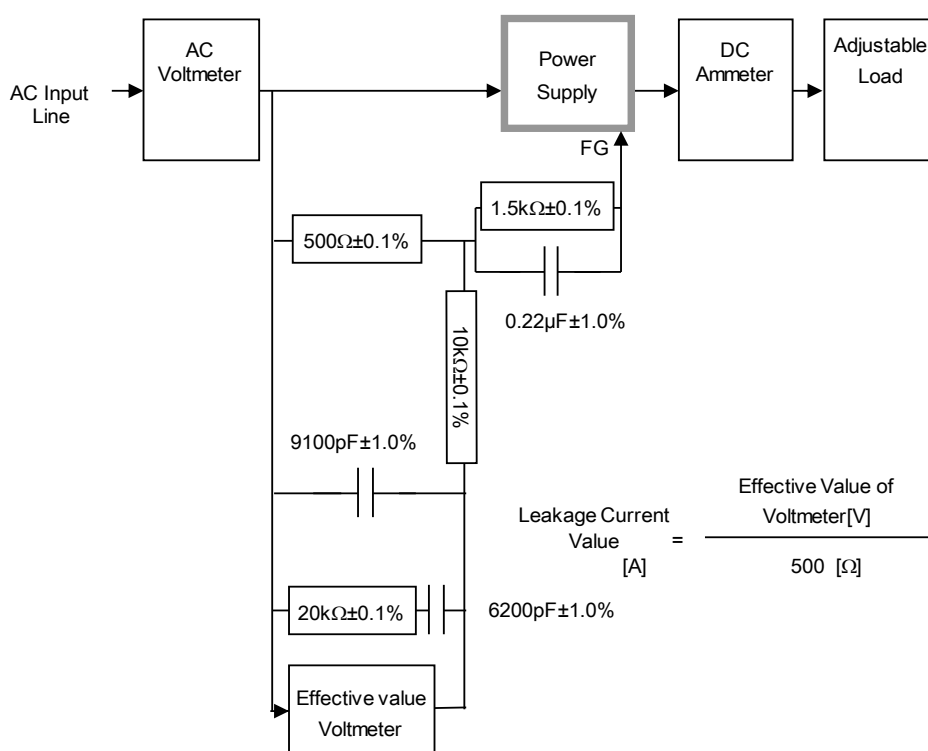 AC
Voltmeter
Power
Supply
DC
Ammeter
Adjustable
Load
AC Input
Line
FG
1.5kΩ±0.1%
500Ω±0.1%
0.22µF±1.0%
10kΩ±0.1%
9100pF±1.0%
Effective Value of
Voltmeter[V]
Leakage Current
Value
[A]
=
500 [Ω]
20kΩ±0.1%
6200pF±1.0%
Effective value
Voltmeter